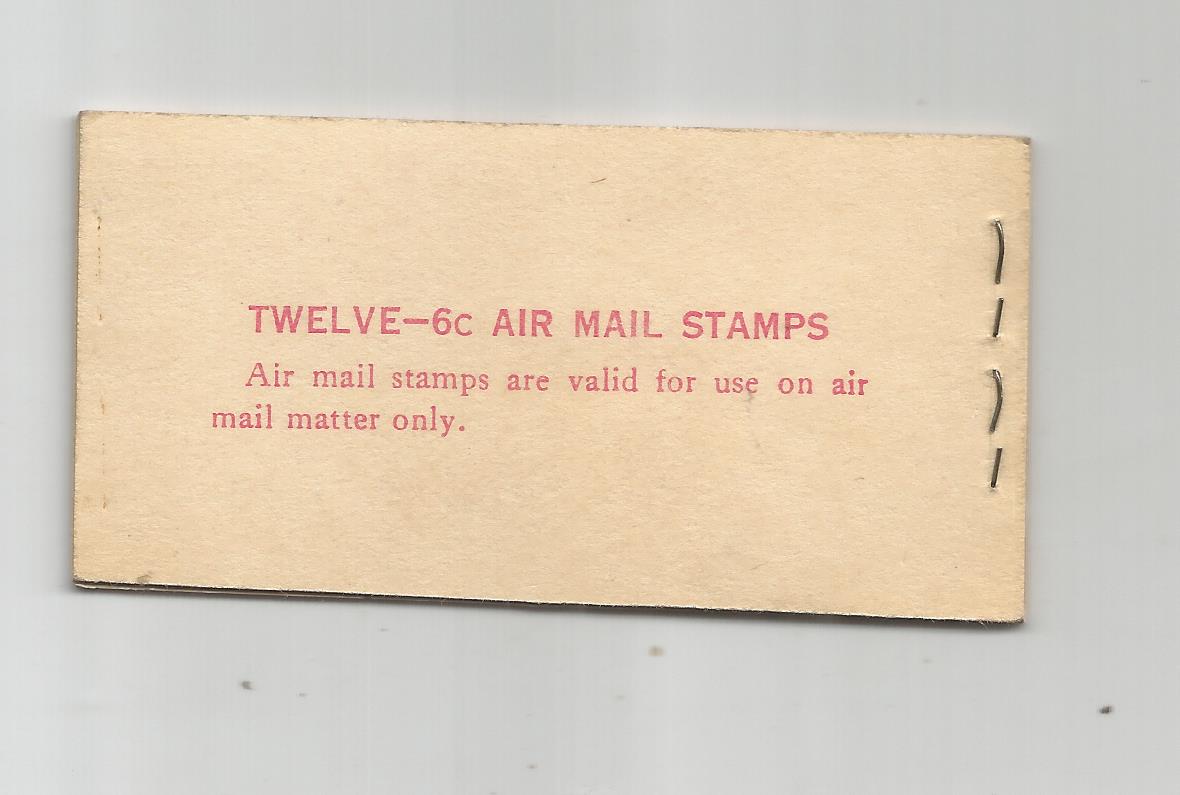 TWELVE—6c AIR MAIL STAMPS
Air mail stamps are valid for use on air
mail matter only.